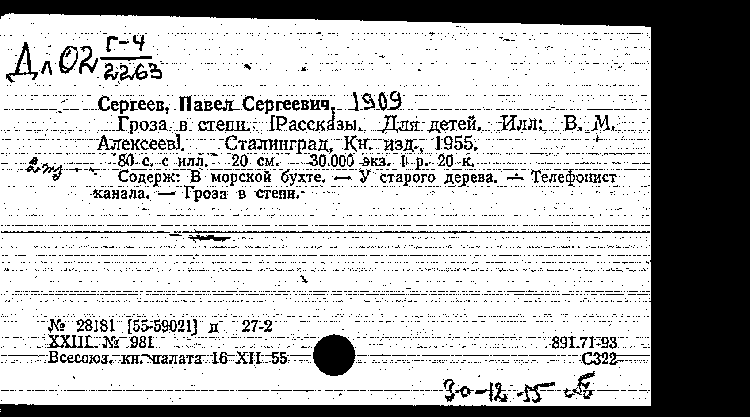 Дл 02 Г-4
2263
Сергеев, Павел Сергеевич, 1909
Гроза в степи. [Рассказы. Для детей. Илл: В. М.
Алексеев]. Сталинград, Кн. изд., 1955.
80 с. с илл. 20 см. 30.000 экз. 1 р. 20 к.
Содерж: В морской бухте. — У старого дерева. — Телефонист
канала. — Гроза в степи.
№ 28181 [55-59021] п 27-2
XXIII № 981 891.71-93
Всесоюз. кн. палата 16 XII 55 С322
30-12-55